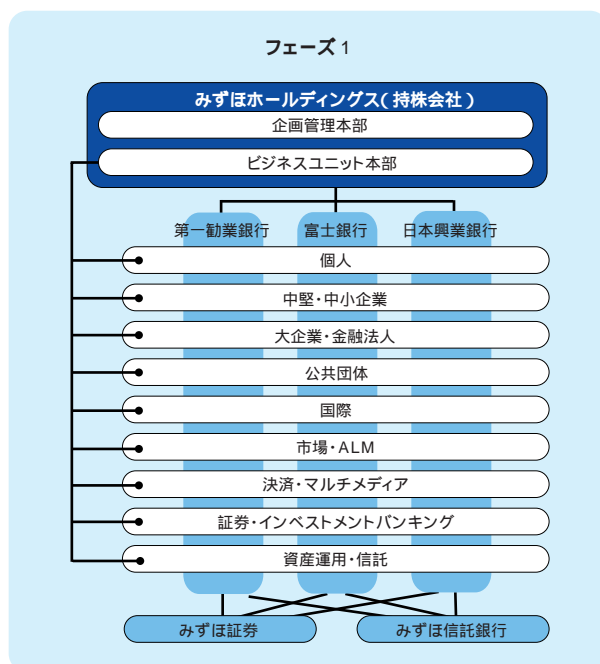 フェーズ 1
みずほホールディングス(持株会社)
企画管理本部
ビジネスユニット本部
第一勧業銀行 富士銀行 日本興業銀行
個人
中堅・中小企業
大企業・金融法人
公共団体
国際
市場・ALM
決済・マルチメディア
証券・インベストメントバンキング
資産運用・信託
みずほ証券 みずほ信託銀行